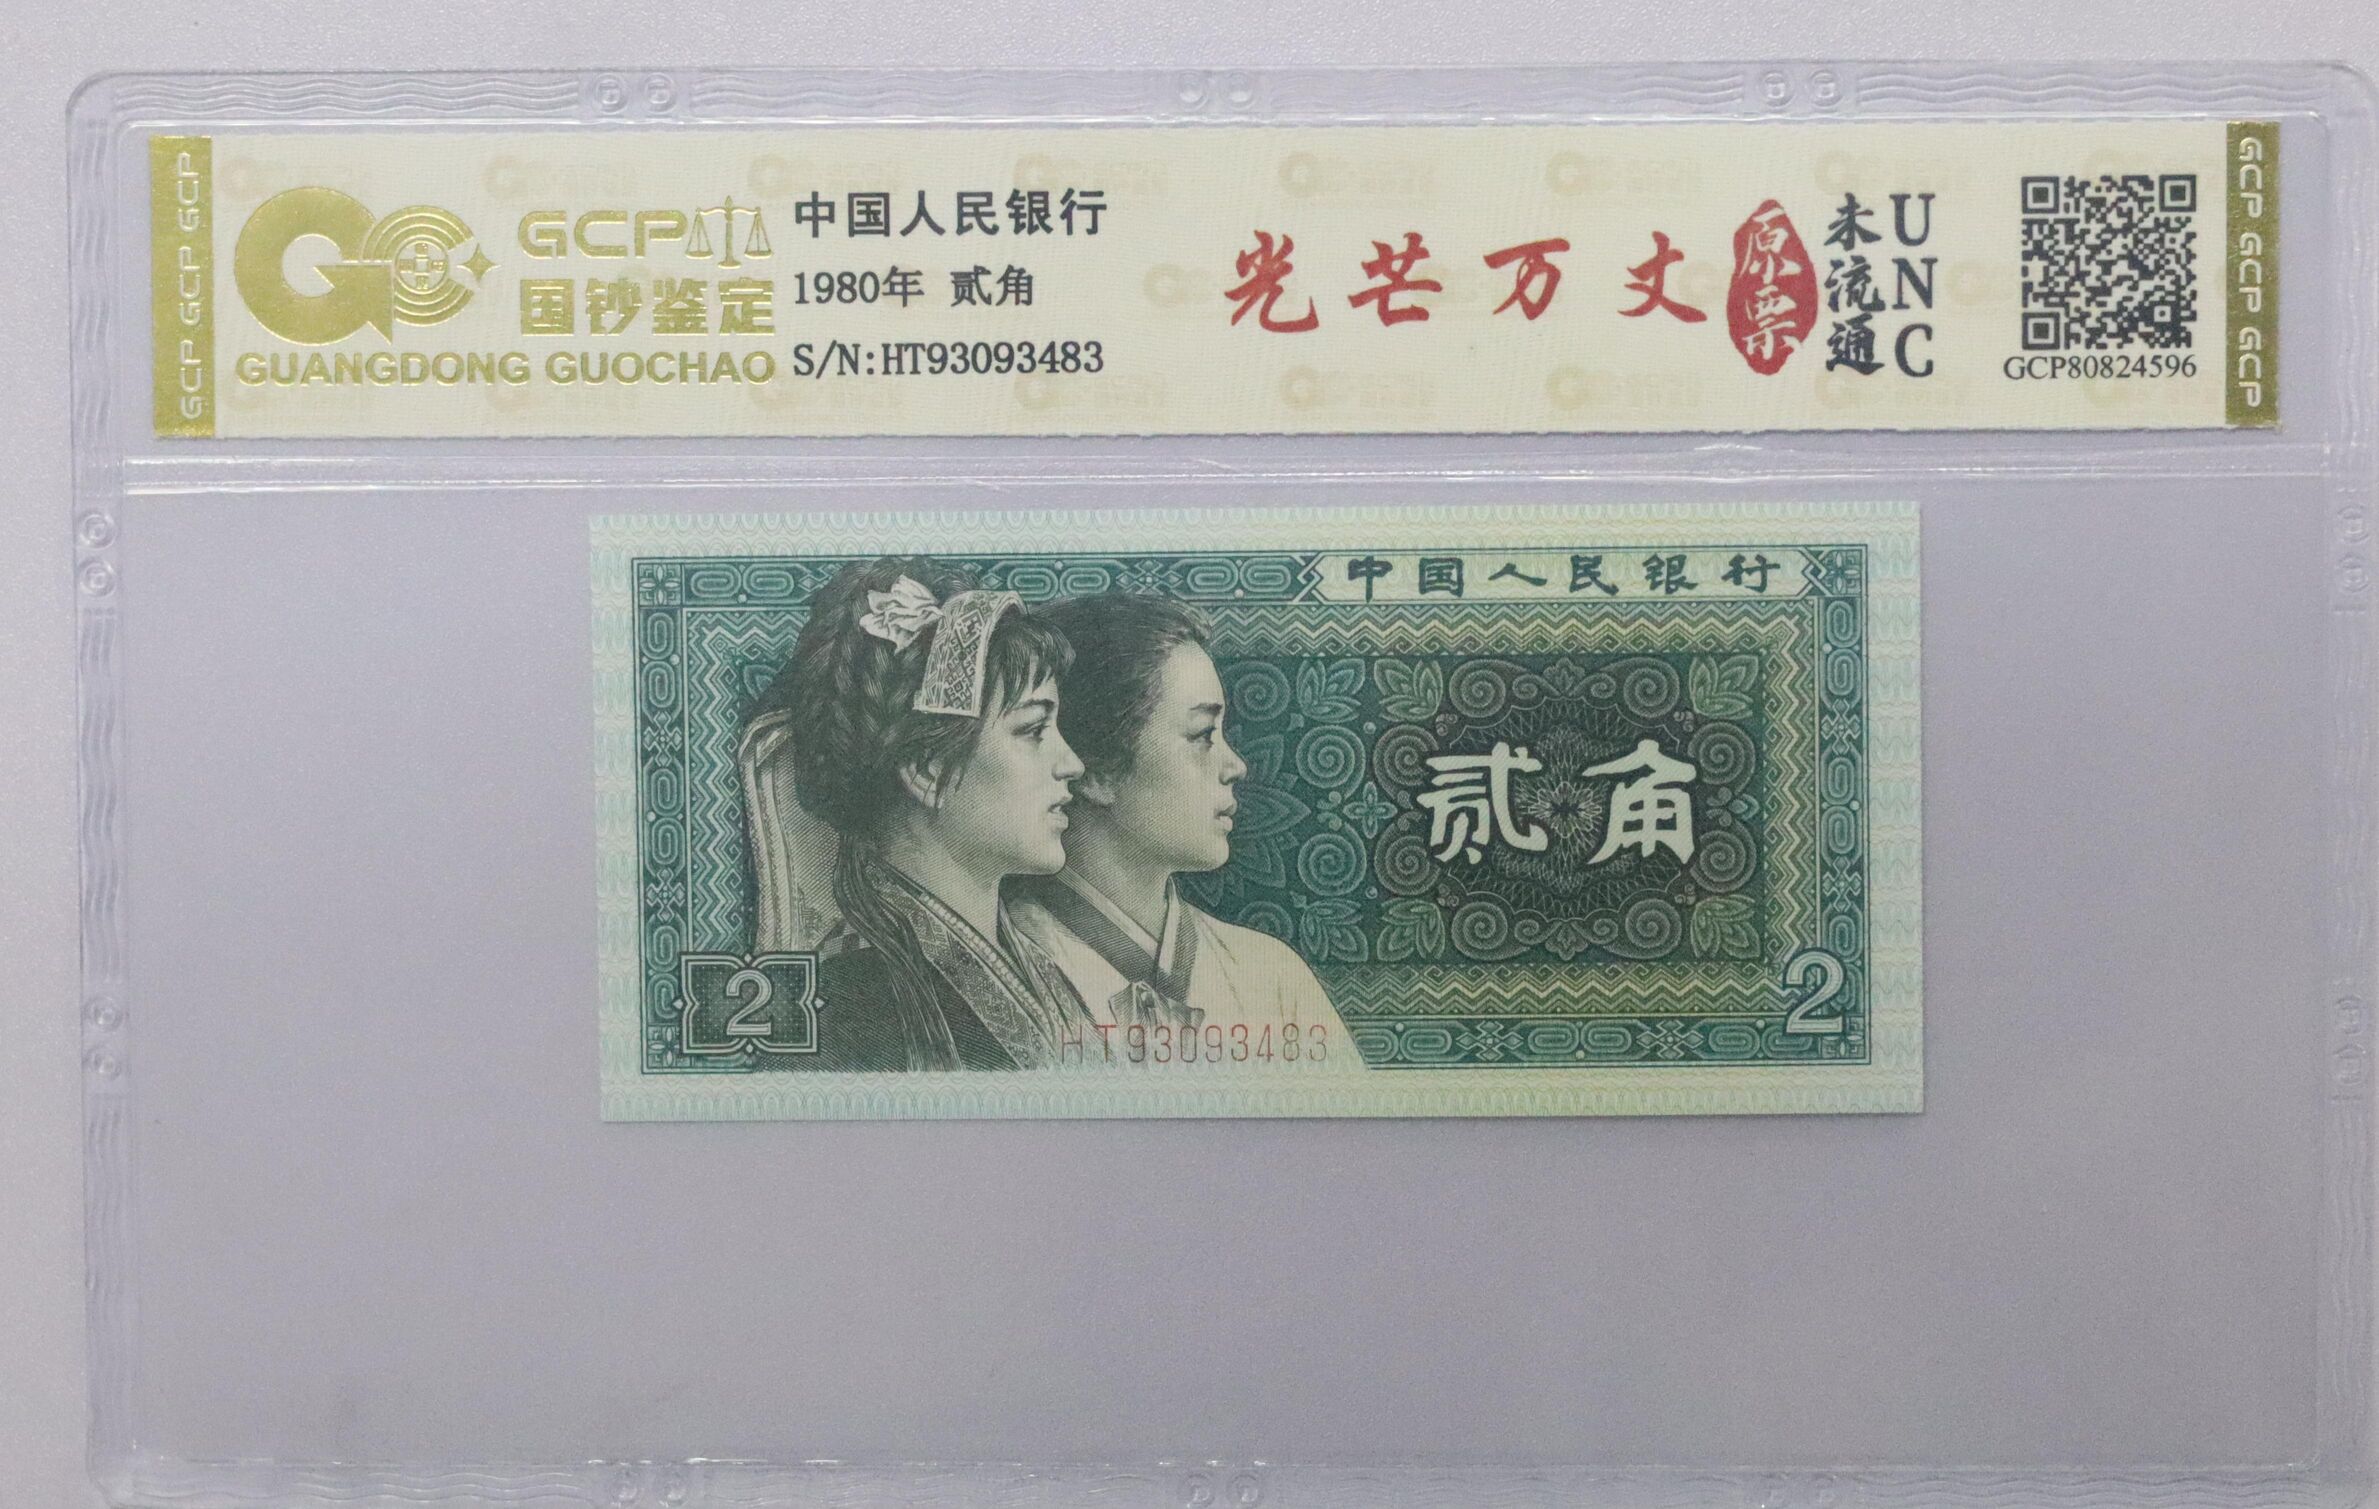 GCP GCP GCP
GCP
国钞鉴定
GUANGDONG GUOCHAO
中国人民银行
1980年 贰角
S/N:HT93093483
光芒万丈
原票
未流通
UNC
GCP80824596
GCP GCP GCP
中国人民银行
贰角
2
2
HT93093483